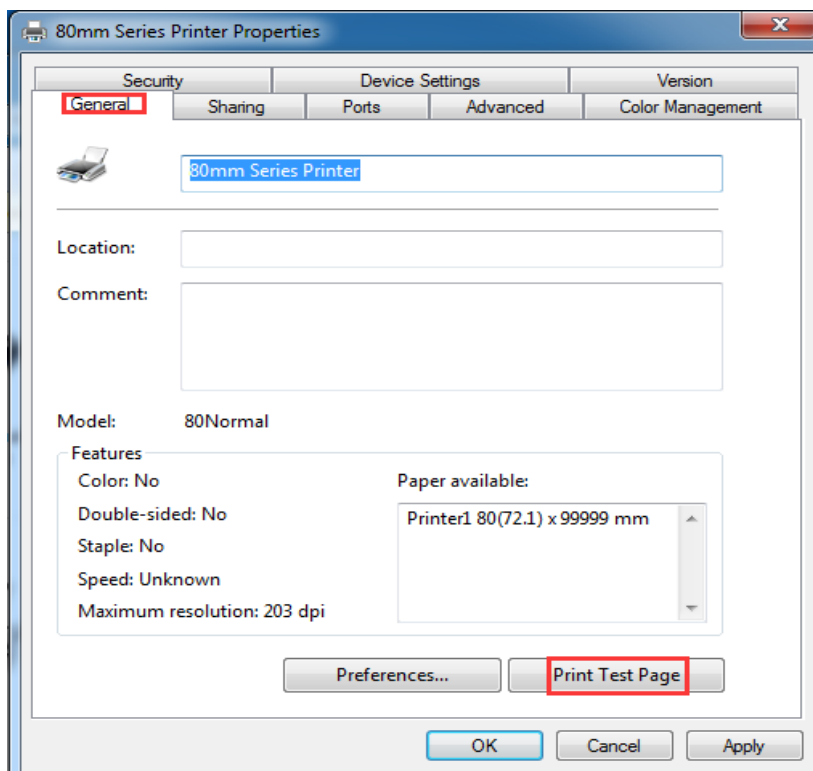 80mm Series Printer Properties
Security Device Settings Version
General Sharing Ports Advanced Color Management
80mm Series Printer
Location:
Comment:
Model: 80Normal
Features
Color: No Paper available:
Double-sided: No Printer1 80(72.1) x 99999 mm
Staple: No
Speed: Unknown
Maximum resolution: 203 dpi
Preferences... Print Test Page
OK Cancel Apply